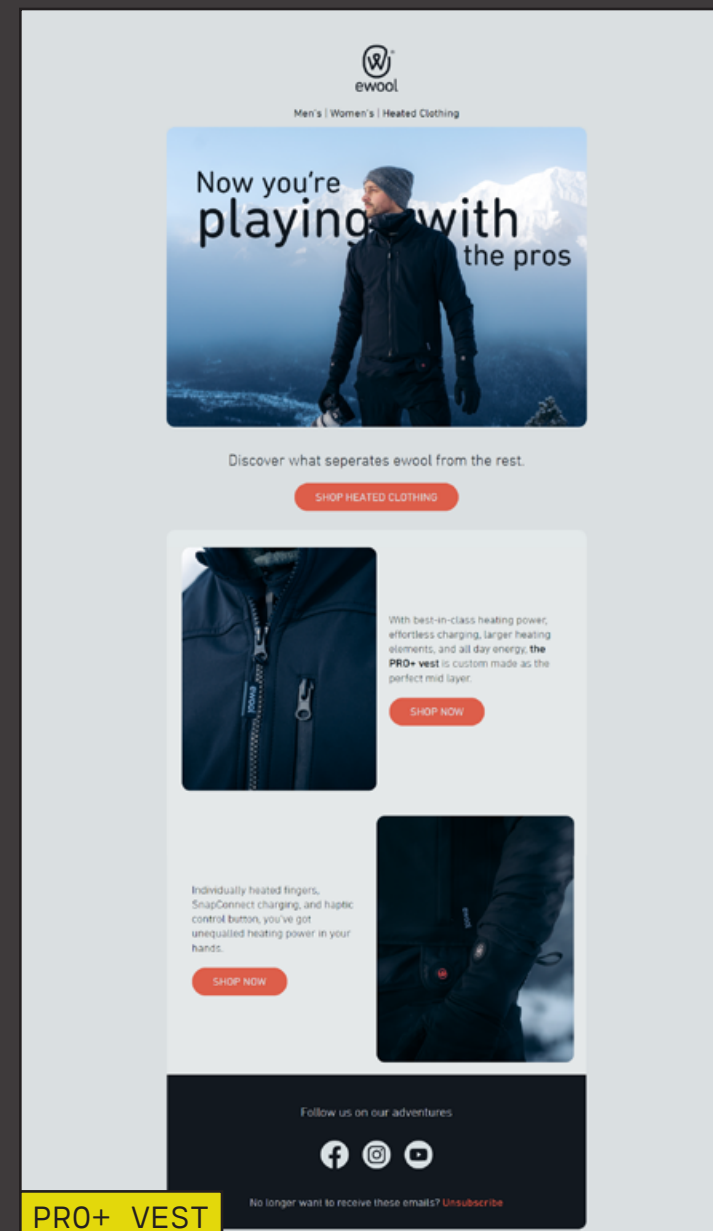 ewool
Men's | Women's | Heated Clothing
Now you're
playing with
the pros
Discover what seperates ewool from the rest.
SHOP HEATED CLOTHING
With best-in-class heating power,
effortless charging, larger heating
elements, and all day energy, the
PRO+ vest is custom made as the
perfect mid layer.
SHOP NOW
ewool
Individually heated fingers,
SnapConnect charging, and haptic
control button, you've got
unequalled heating power in your
hands.
SHOP NOW
ewool
Follow us on our adventures
No longer want to receive these emails? Unsubscribe
PRO+ VEST